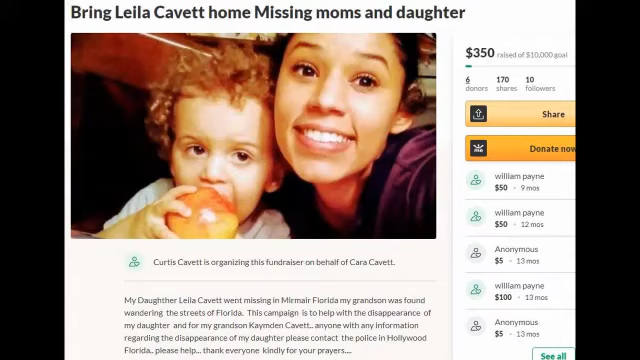 Bring Leila Cavett home Missing moms and daughter
$350 raised of $10,000 goal
6 donors
170 shares
10 followers
Share
me
Donate now
william payne
$50 • 9 mos
william payne
$50 • 12 mos
Anonymous
$5 • 13 mos
william payne
$100 • 13 mos
Anonymous
$5 • 13 mos
See all
Curtis Cavett is organizing this fundraiser on behalf of Cara Cavett.
My Daughther Leila Cavett went missing in Mirmair Florida my grandson was found
wandering the streets of Florida. This campaign is to help with the disappearance of
my daughter and for my grandson Kaymden Cavett.. anyone with any information
regarding the disappearance of my daughter please contact the police in Hollywood
Florida.. please help... thank everyone kindly for your prayers....